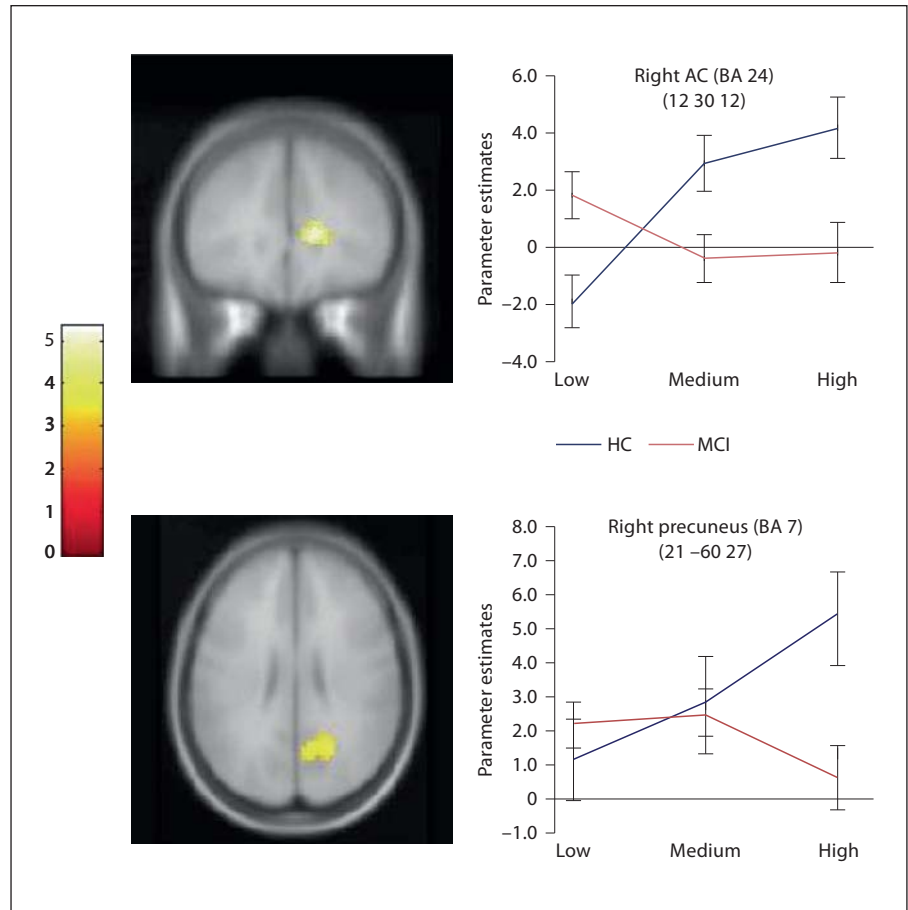 6.0
4.0
2.0
0
–2.0
–4.0
Parameter estimates
Right AC (BA 24)
(12 30 12)
Low
Medium
High
5
4
3
2
1
0
HC
MCI
8.0
7.0
6.0
5.0
4.0
3.0
2.0
1.0
0
–1.0
Parameter estimates
Right precuneus (BA 7)
(21 –60 27)
Low
Medium
High